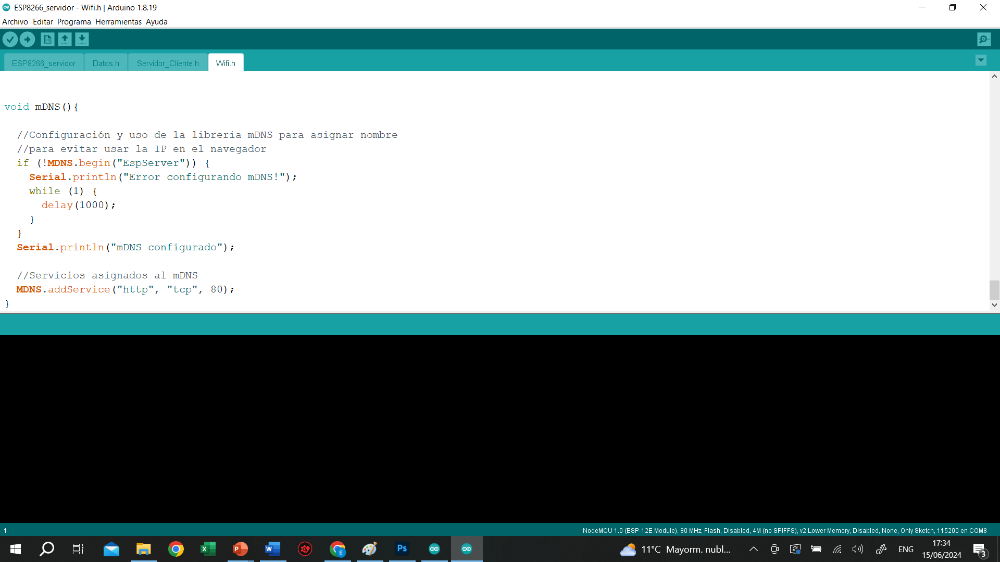 ESP8266_servidor - Wifi.h | Arduino 1.8.19
Archivo Editar Programa Herramientas Ayuda
ESP8266_servidor Datos.h Servidor_Cliente.h Wifi.h
void mDNS(){
//Configuración y uso de la libreria mDNS para asignar nombre
//para evitar usar la IP en el navegador
if (!MDNS.begin("EspServer")) {
Serial.println("Error configurando mDNS!");
while (1) {
delay(1000);
}
}
Serial.println("mDNS configurado");
//Servicios asignados al mDNS
MDNS.addService("http", "tcp", 80);
}
1
NodeMCU 1.0 (ESP-12E Module), 80 MHz, Flash, Disabled, 4M (no SPIFFS), v2 Lower Memory, Disabled, None, Only Sketch, 115200 en COM8
X P W E Ps
11°C Mayorm. nubl...
ENG
17:34
15/06/2024
3